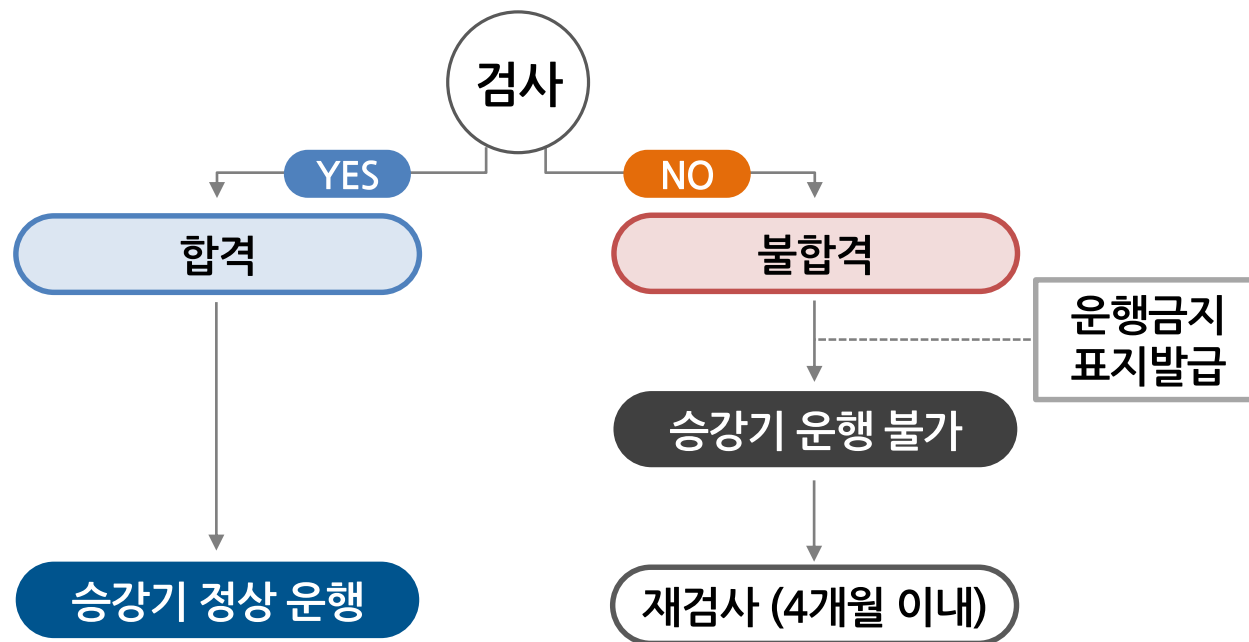 검사
YES
NO
합격
불합격
운행금지
표지발급
승강기 운행 불가
승강기 정상 운행
재검사 (4개월 이내)